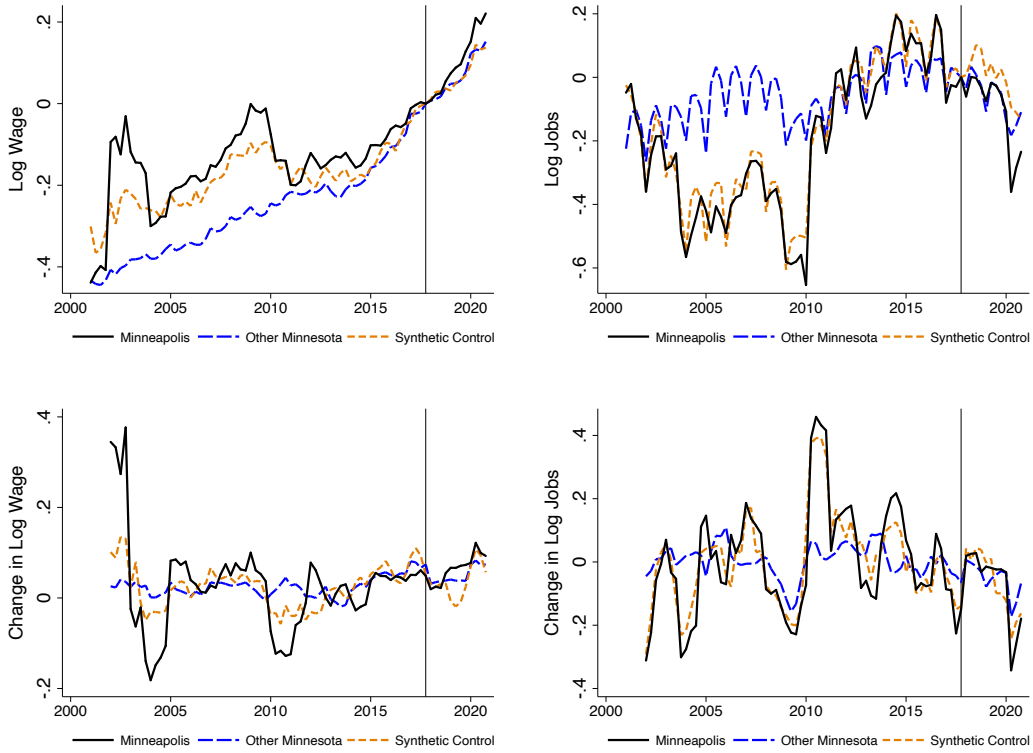 Log Wage
.2
0
-.2
-.4
2000 2005 2010 2015 2020
Minneapolis Other Minnesota Synthetic Control
Log Jobs
.2
0
-.2
-.4
-.6
2000 2005 2010 2015 2020
Minneapolis Other Minnesota Synthetic Control
Change in Log Wage
.4
.2
0
-.2
2000 2005 2010 2015 2020
Minneapolis Other Minnesota Synthetic Control
Change in Log Jobs
.4
.2
0
-.2
-.4
2000 2005 2010 2015 2020
Minneapolis Other Minnesota Synthetic Control